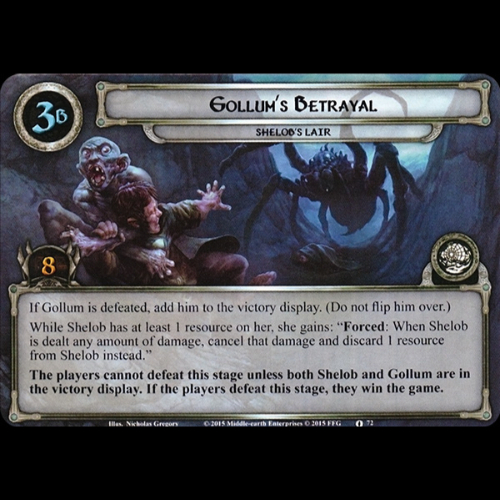 3B
GOLLUM'S BETRAYAL
SHELOB'S LAIR
8
If Gollum is defeated, add him to the victory display. (Do not flip him over.)
While Shelob has at least 1 resource on her, she gains: “Forced: When Shelob
is dealt any amount of damage, cancel that damage and discard 1 resource
from Shelob instead.”
The players cannot defeat this stage unless both Shelob and Gollum are in
the victory display. If the players defeat this stage, they win the game.
Illus. Nicholas Gregory © 2015 Middle-earth Enterprises © 2015 FFG 72